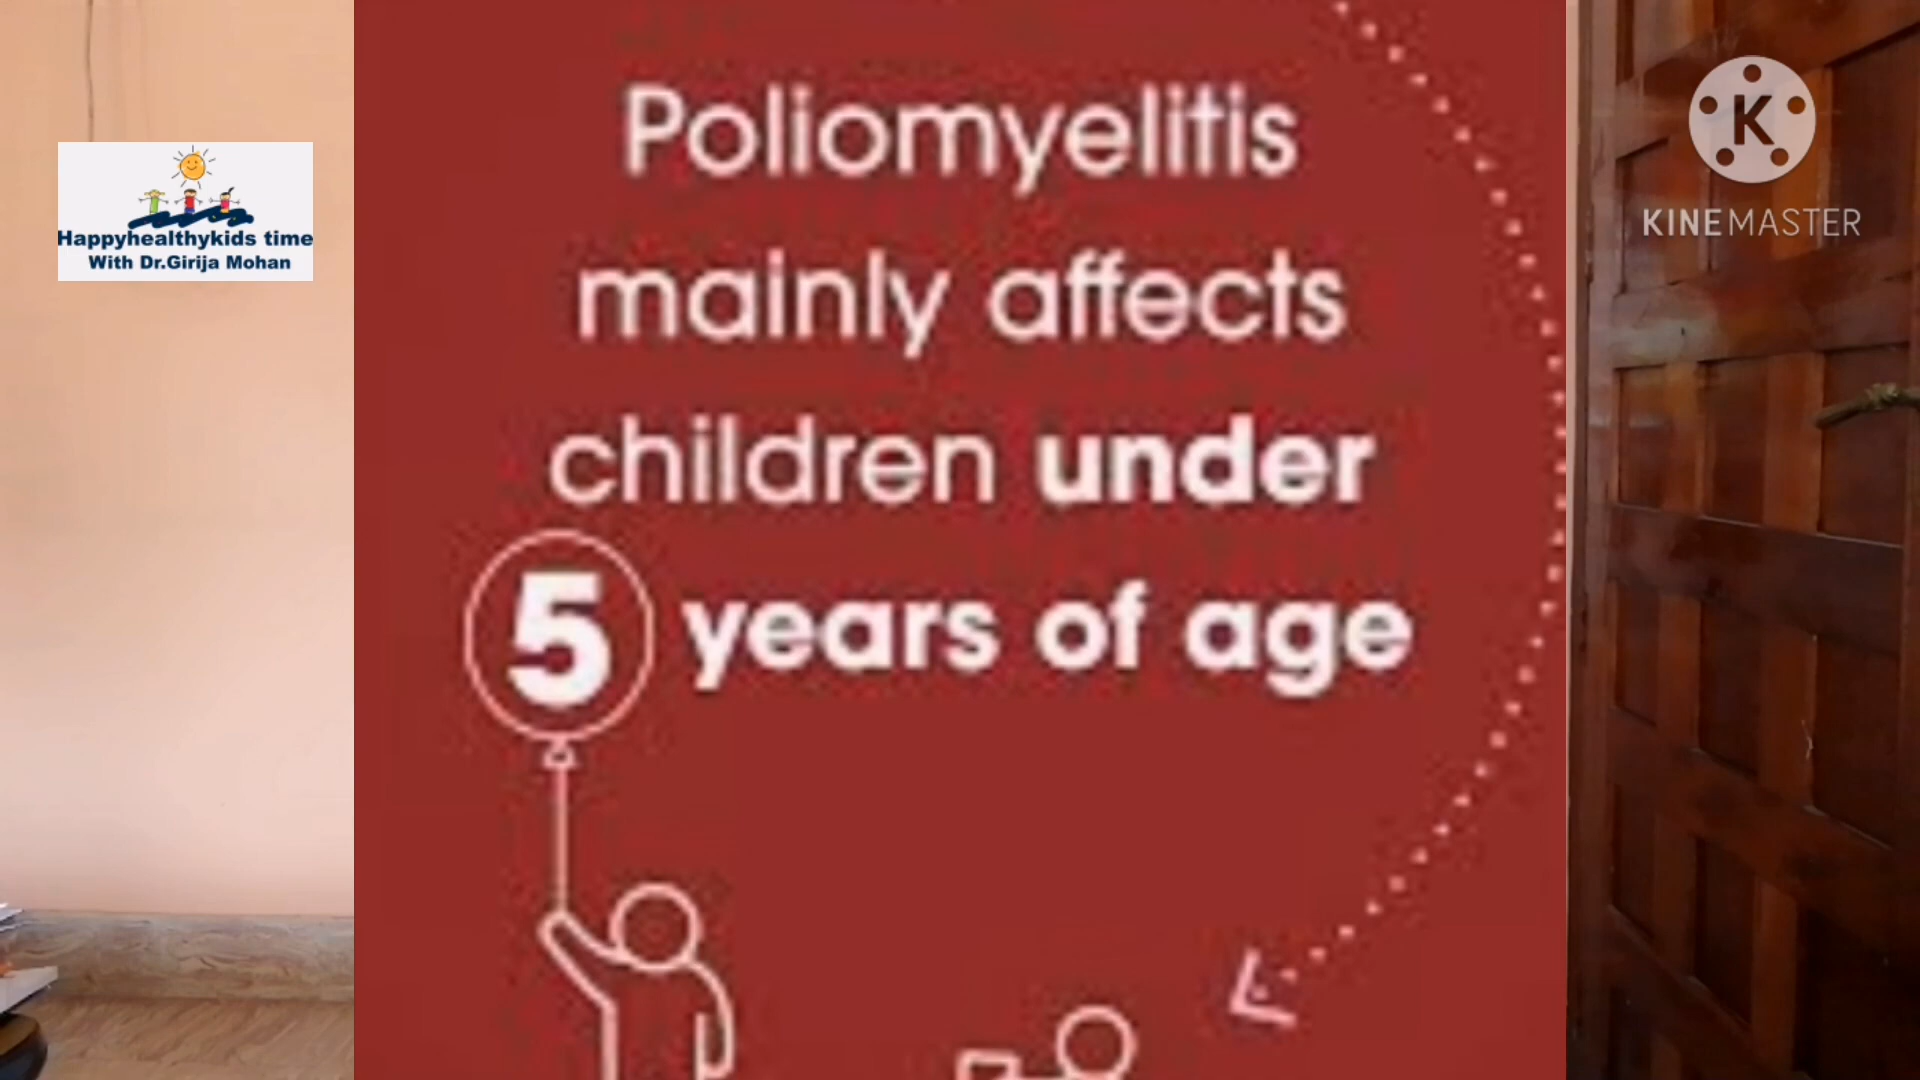 Poliomyelitis
mainly affects
children under
5 years of age
Happyhealthykids time
With Dr.Girija Mohan
K
KINEMASTER